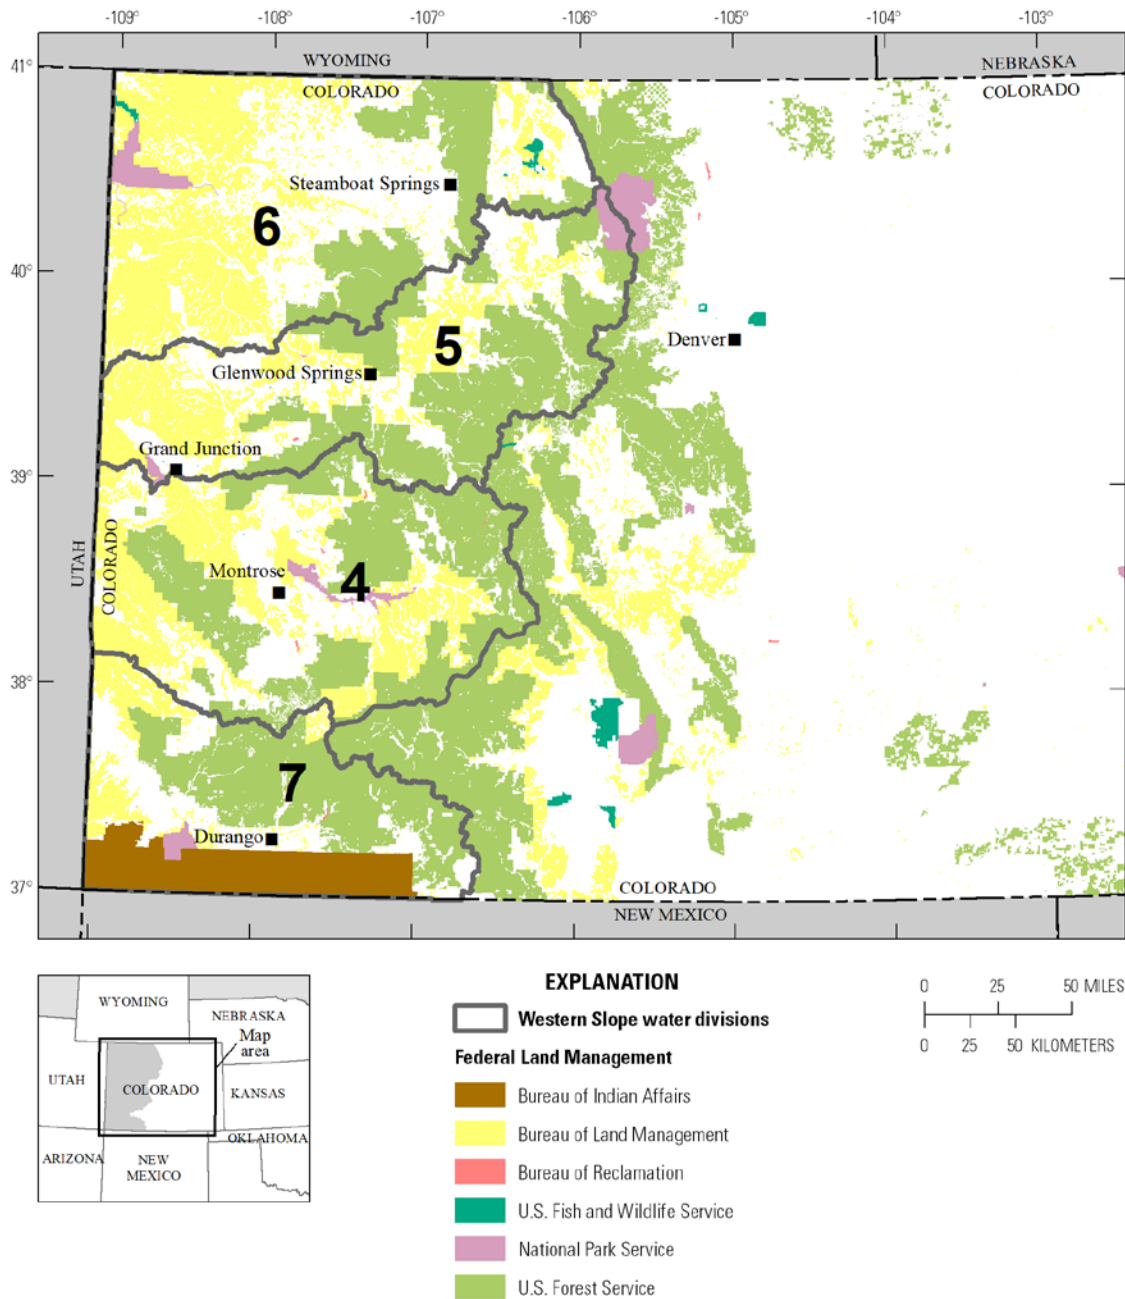 -109° -108° -107° -106° -105° -104° -103°
41°
WYOMING
NEBRASKA
COLORADO
COLORADO
Steamboat Springs
6
40°
5
Denver
Glenwood Springs
Grand Junction
39°
UTAH
COLORADO
Montrose
4
38°
7
Durango
37°
COLORADO
NEW MEXICO
EXPLANATION
Western Slope water divisions
Federal Land Management
Bureau of Indian Affairs
Bureau of Land Management
Bureau of Reclamation
U.S. Fish and Wildlife Service
National Park Service
U.S. Forest Service
0 25 50 MILES
0 25 50 KILOMETERS
WYOMING
NEBRASKA
Map
area
UTAH
COLORADO
KANSAS
OKLAHOMA
ARIZONA
NEW
MEXICO